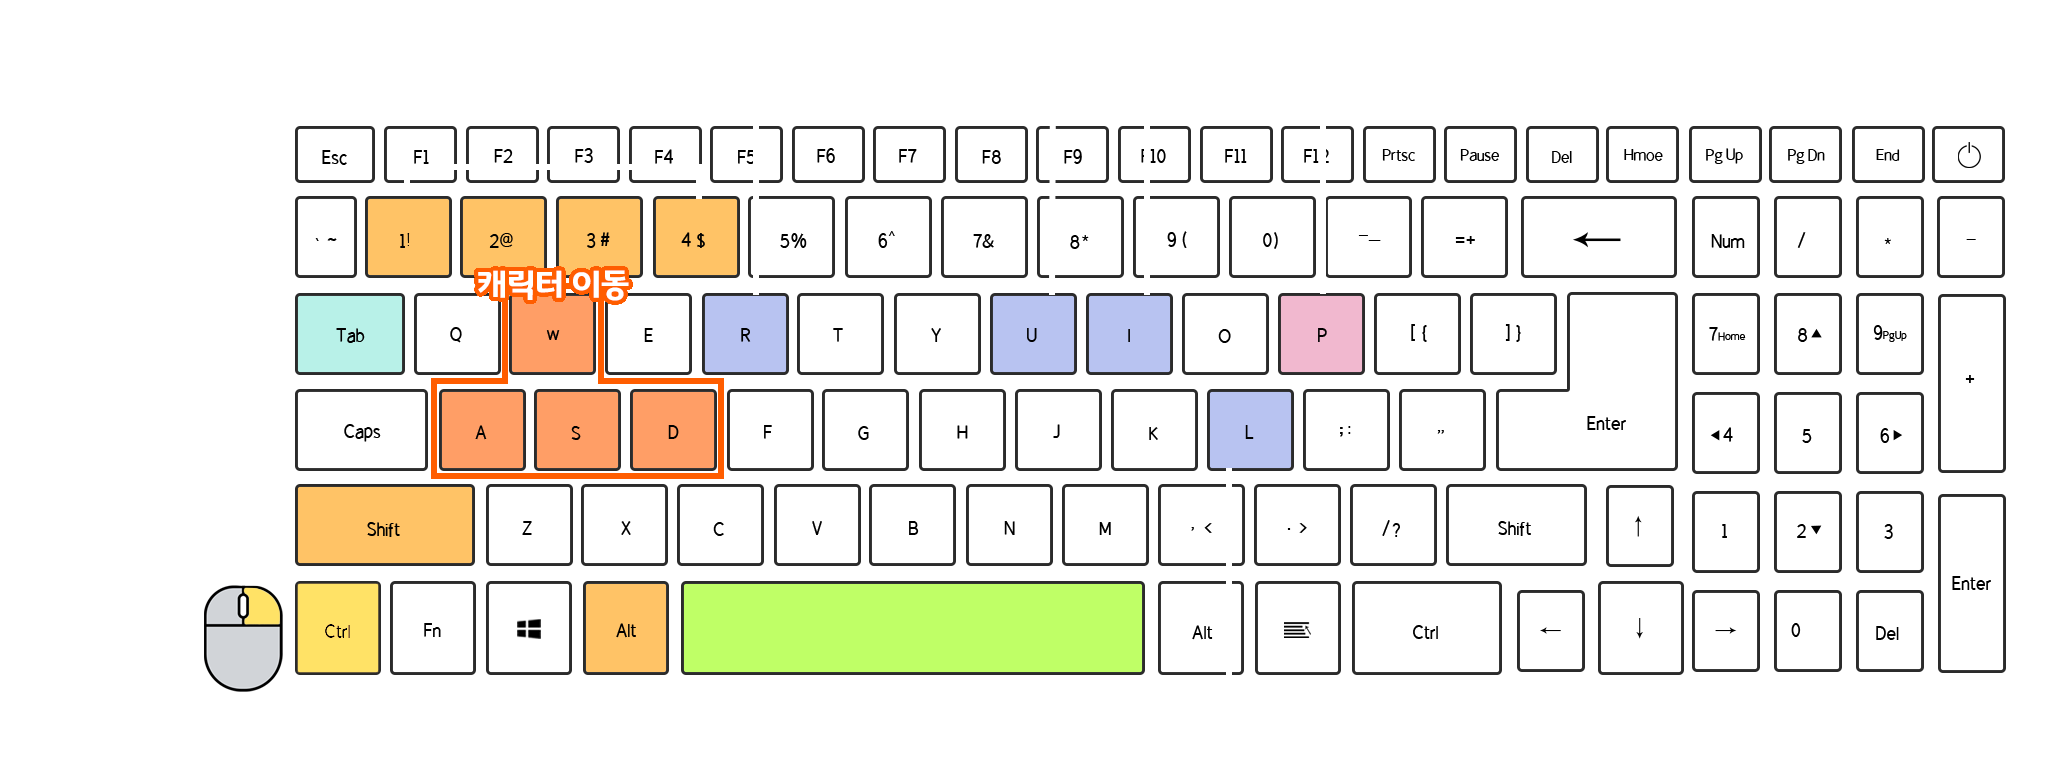 Esc F1 F2 F3 F4 F5 F6 F7 F8 F9 F10 F11 F12 Prtsc Pause Del Hmoe Pg Up Pg Dn End
` ~ 1! 2@ 3# 4$ 5% 6^ 7& 8* 9( 0) =+ Num / * -
캐릭터 이동
Tab Q w E R T Y U I O P [ { ] } 7Home 8▲ 9PgUp +
Caps A S D F G H J K L ; : " Enter ◀4 5 6▶
Shift Z X C V B N M , < . > / ? Shift ↑ 1 2▼ 3 Enter
Ctrl Fn Alt Alt Ctrl ← ↓ → 0 Del